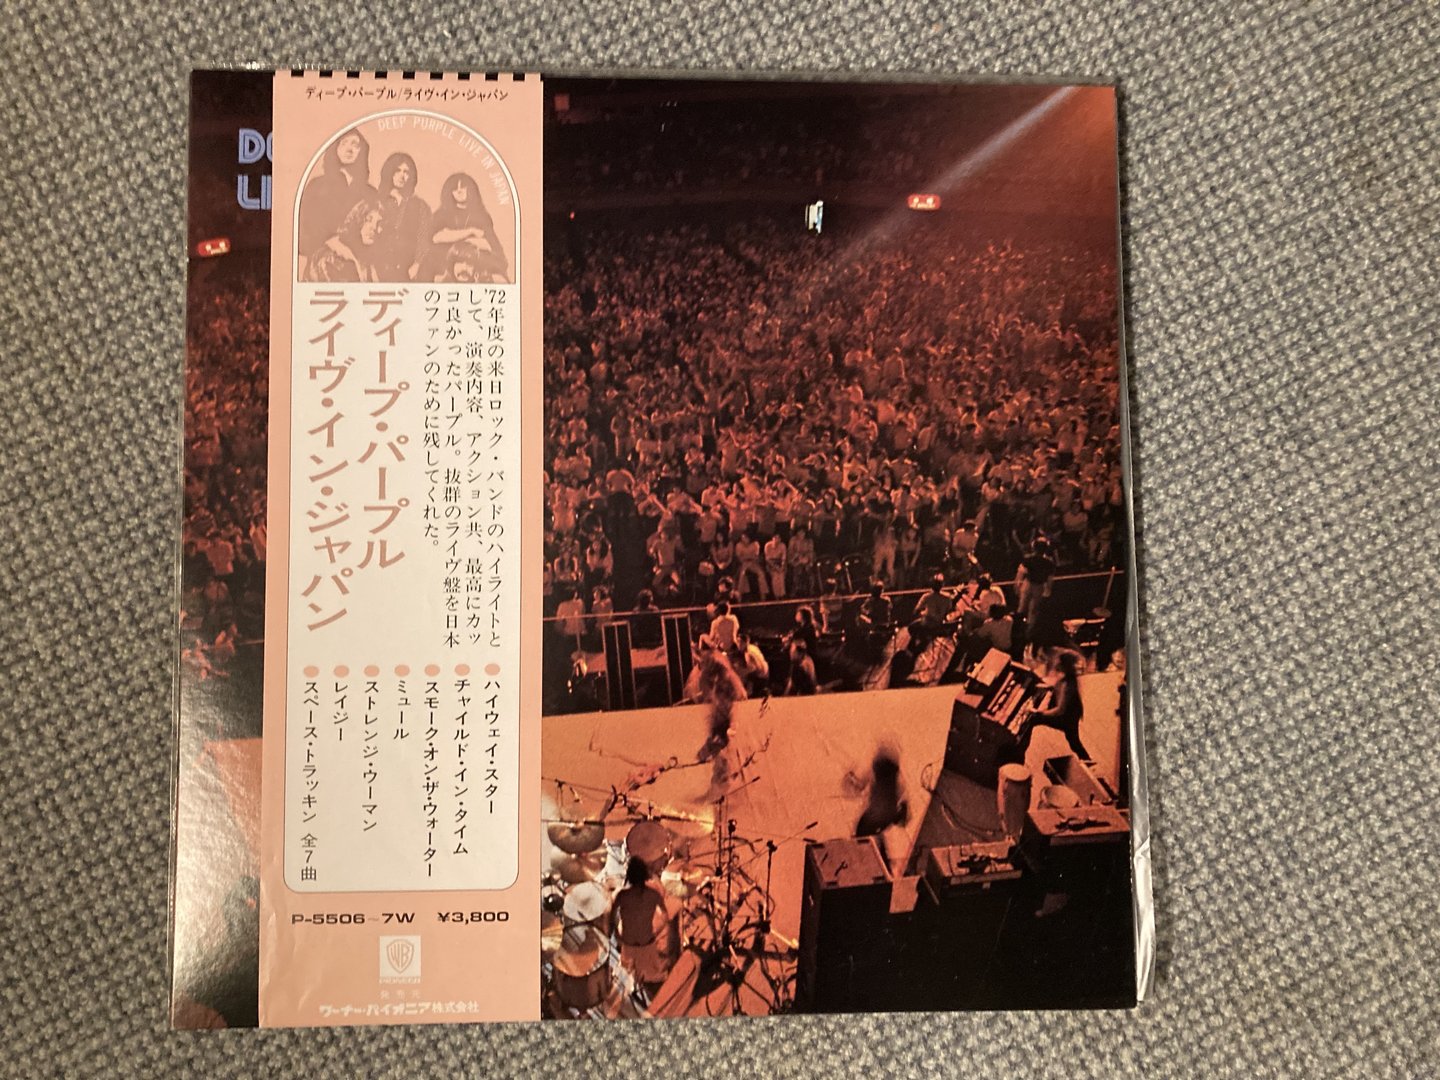 ディープ・パープル/ライヴ・イン・ジャパン
DEEP PURPLE LIVE IN JAPAN
'72年度の来日ロック・バンドのハイライトと
して、演奏内容、アクション共、最高にカッ
コ良かったパープル。抜群のライヴ盤を日本
のファンのために残してくれた。
ディープ・パープル
ライヴ・イン・ジャパン
●ハイウェイ・スター
●チャイルド・イン・タイム
●スモーク・オン・ザ・ウォーター
●ミュール
●ストレンジ・ウーマン
●レイジー
●スペース・トラッキン 全7曲
P-5506~7W ¥3,800
WB
PIONEER
発売元
ワーナー・パイオニア株式会社